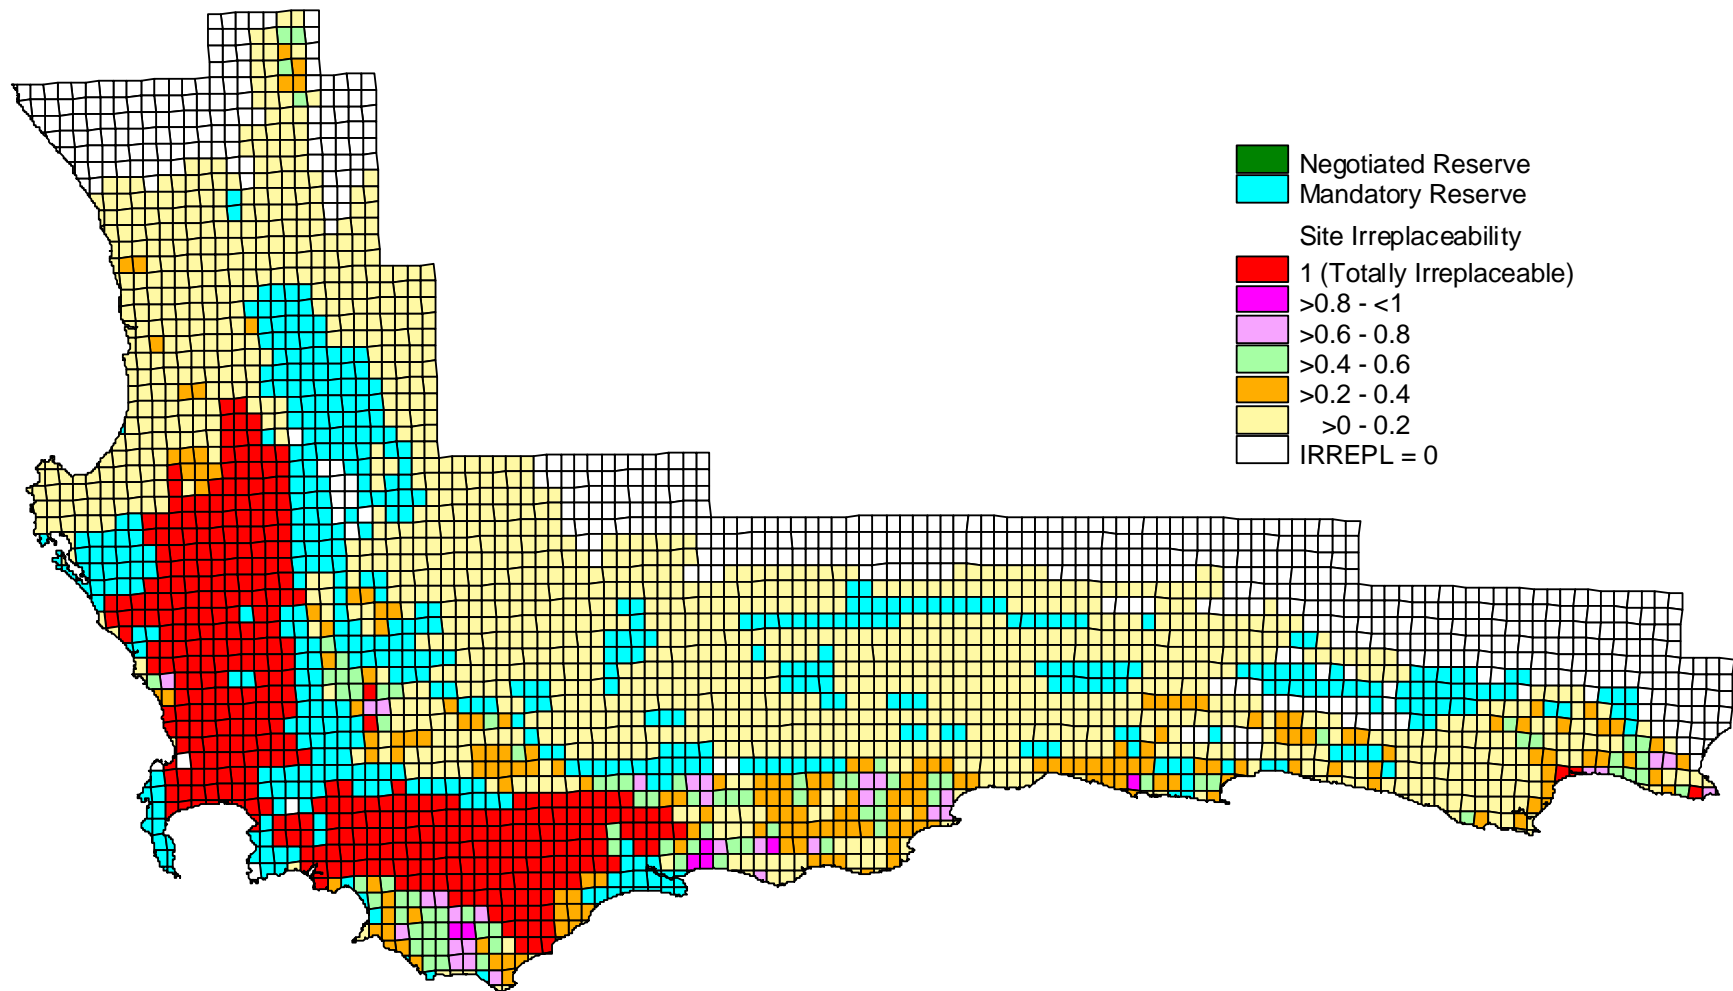 Negotiated Reserve
Mandatory Reserve
Site Irreplaceability
1 (Totally Irreplaceable)
>0.8 - <1
>0.6 - 0.8
>0.4 - 0.6
>0.2 - 0.4
>0 - 0.2
IRREPL = 0